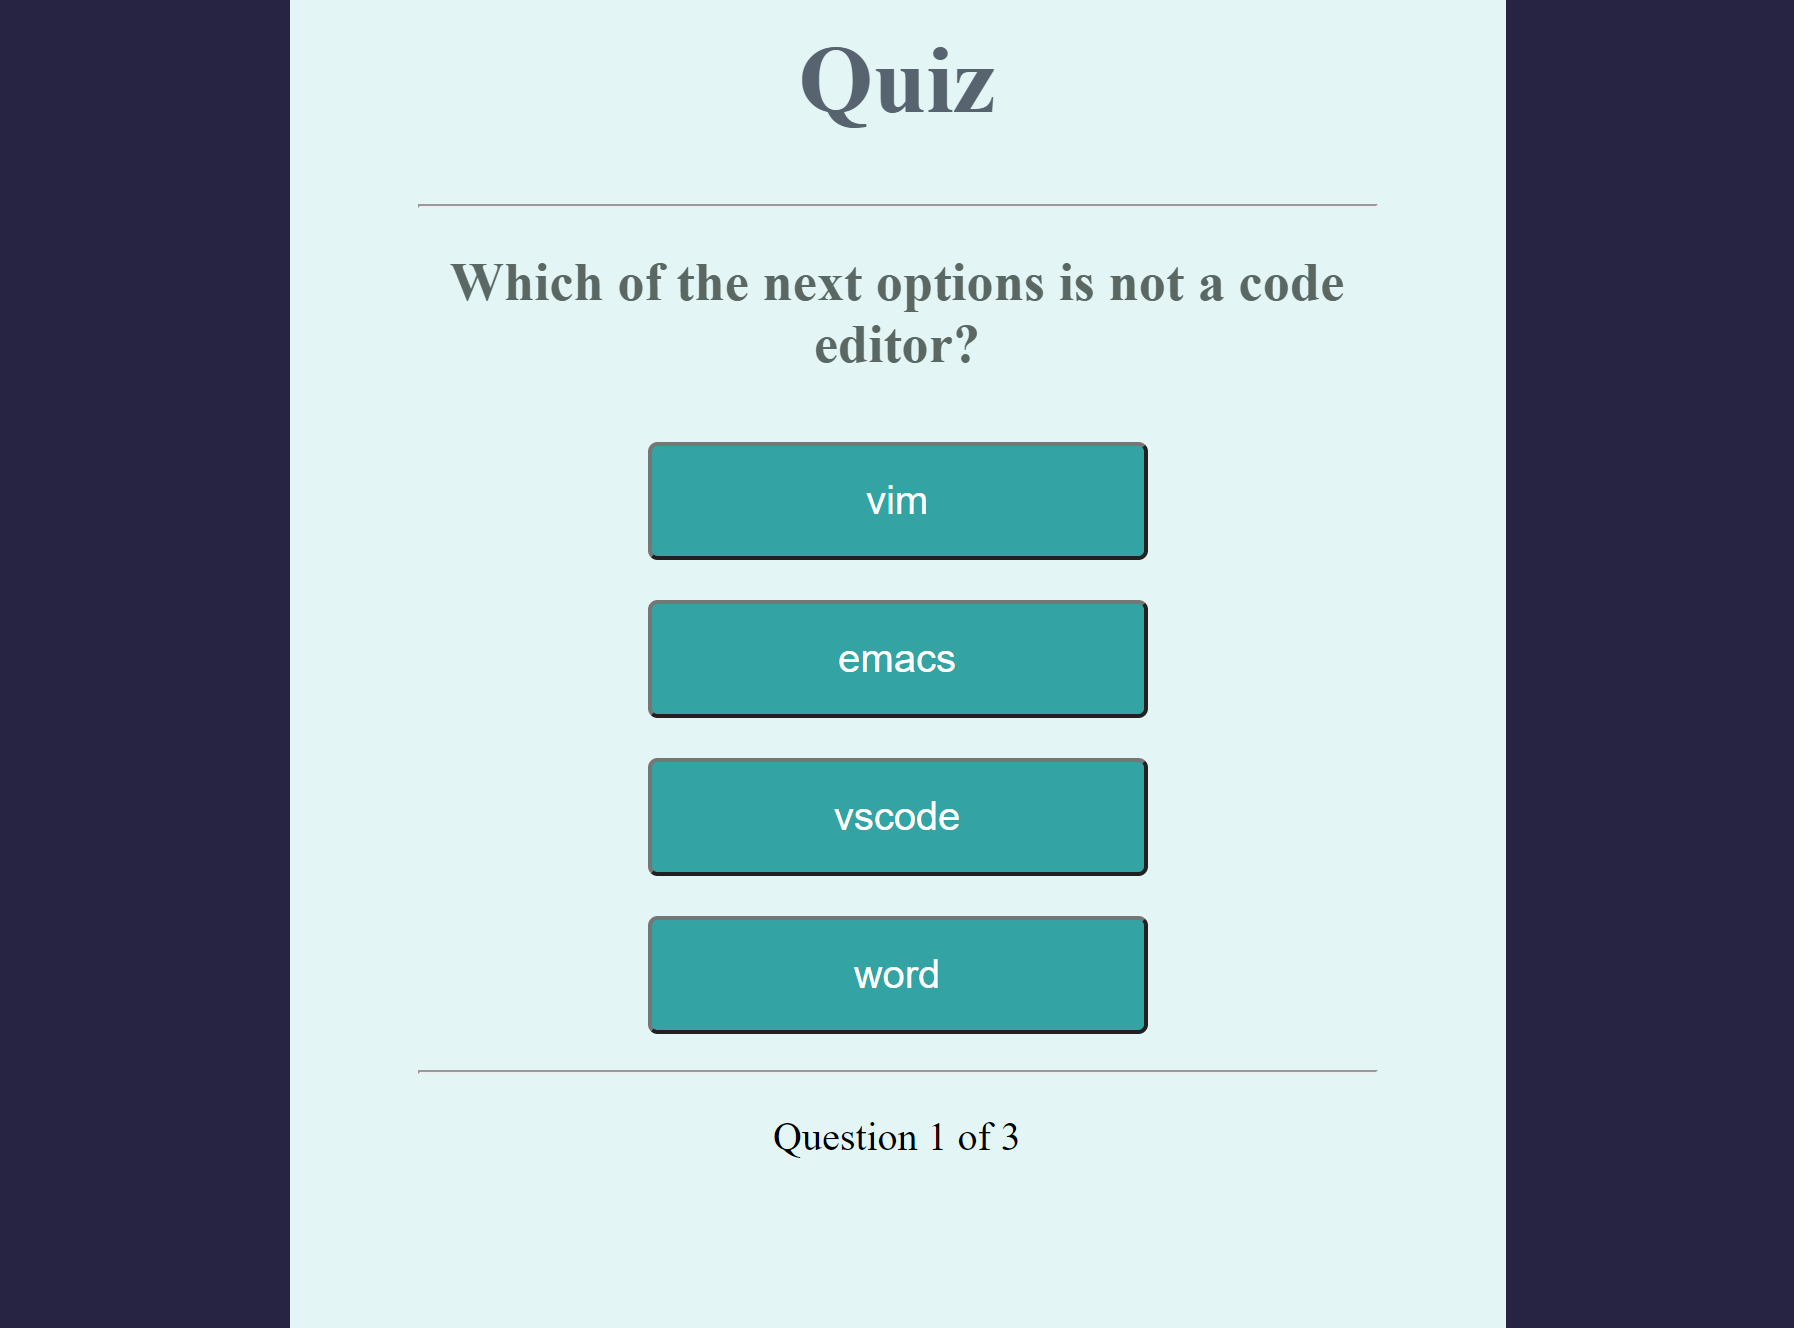 Quiz
Which of the next options is not a code
editor?
vim
emacs
vscode
word
Question 1 of 3